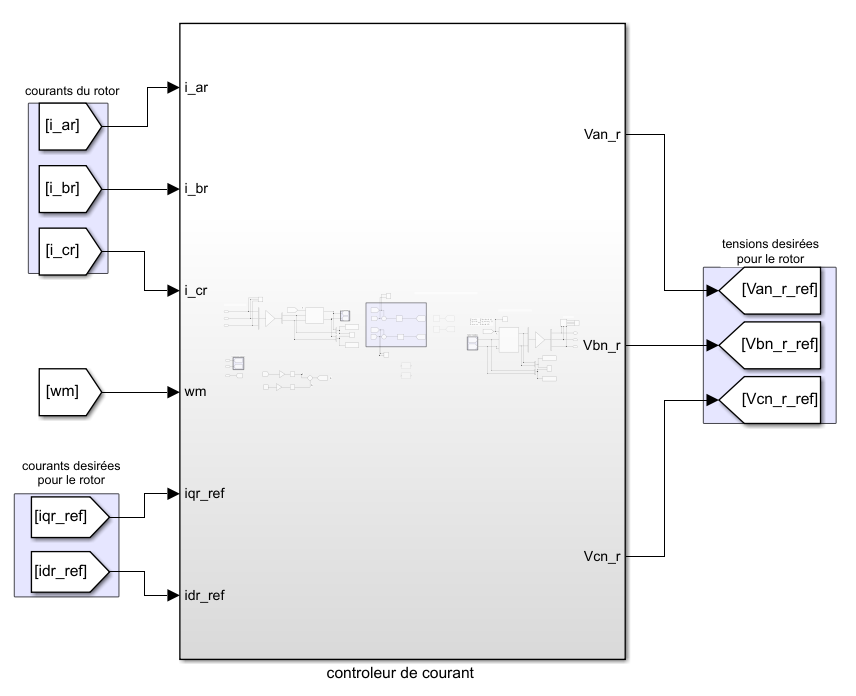 courants du rotor
[i_ar]
[i_br]
[i_cr]
[wm]
courants desirées
pour le rotor
[iqr_ref]
[idr_ref]
i_ar
i_br
i_cr
wm
iqr_ref
idr_ref
Van_r
Vbn_r
Vcn_r
tensions desirées
pour le rotor
[Van_r_ref]
[Vbn_r_ref]
[Vcn_r_ref]
controleur de courant